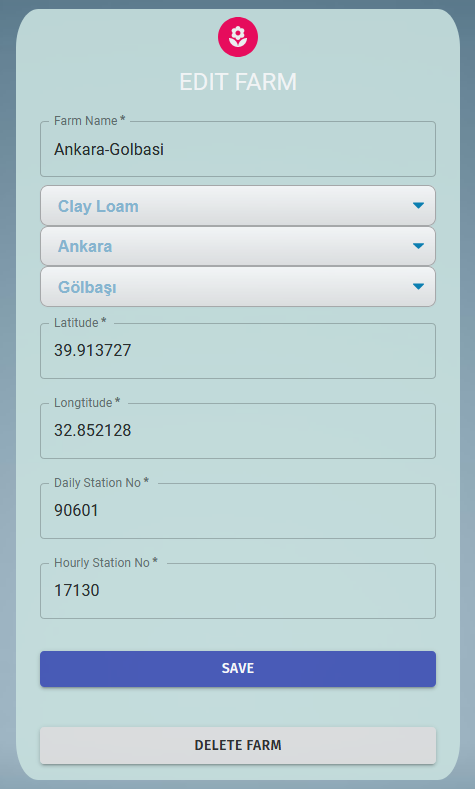 EDIT FARM
Farm Name *
Ankara-Golbasi
Clay Loam
Ankara
Gölbaşı
Latitude *
39.913727
Longtitude *
32.852128
Daily Station No *
90601
Hourly Station No *
17130
SAVE
DELETE FARM